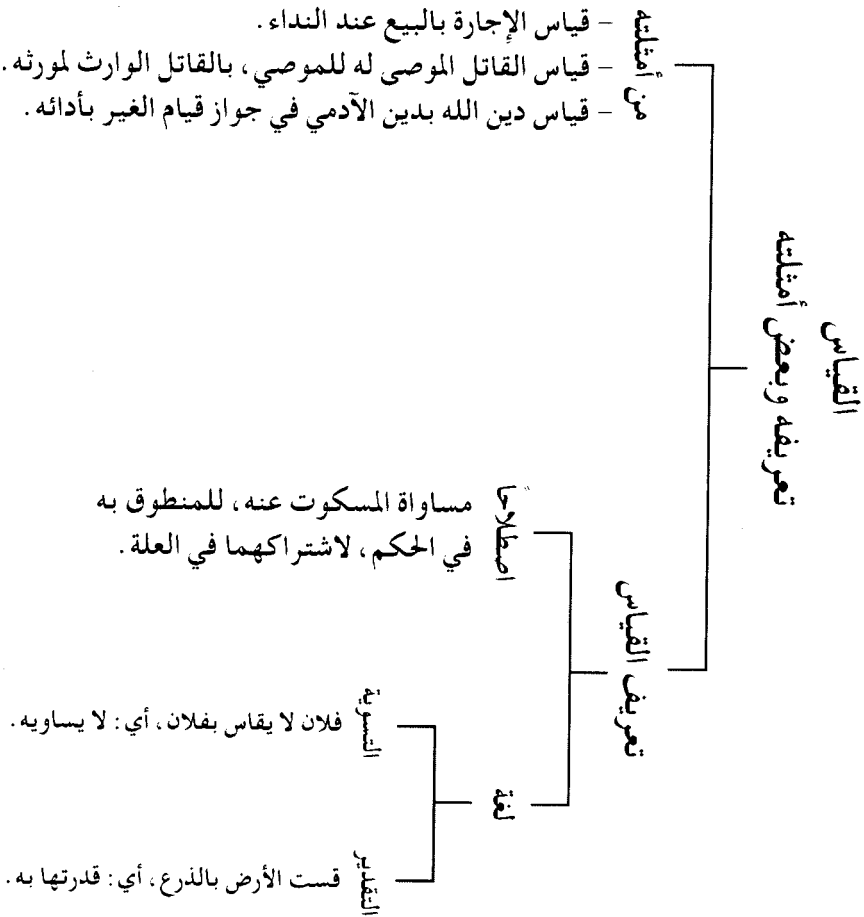 القياس
تعريفه وبعض أمثلته
من أمثلته
- قياس الإجارة بالبيع عند النداء.
- قياس القاتل الموصى له للموصي، بالقاتل الوارث لمورثه.
- قياس دين الله بدين الآدمي في جواز قيام الغير بأدائه.
تعريف القياس
اصطلاحاً
مساواة المسكوت عنه، للمنطوق به
في الحكم، لاشتراكهما في العلة.
لغة
التسوية
فلان لا يقاس بفلان، أي: لا يساويه.
التقدير
قست الأرض بالذرع، أي: قدرتها به.